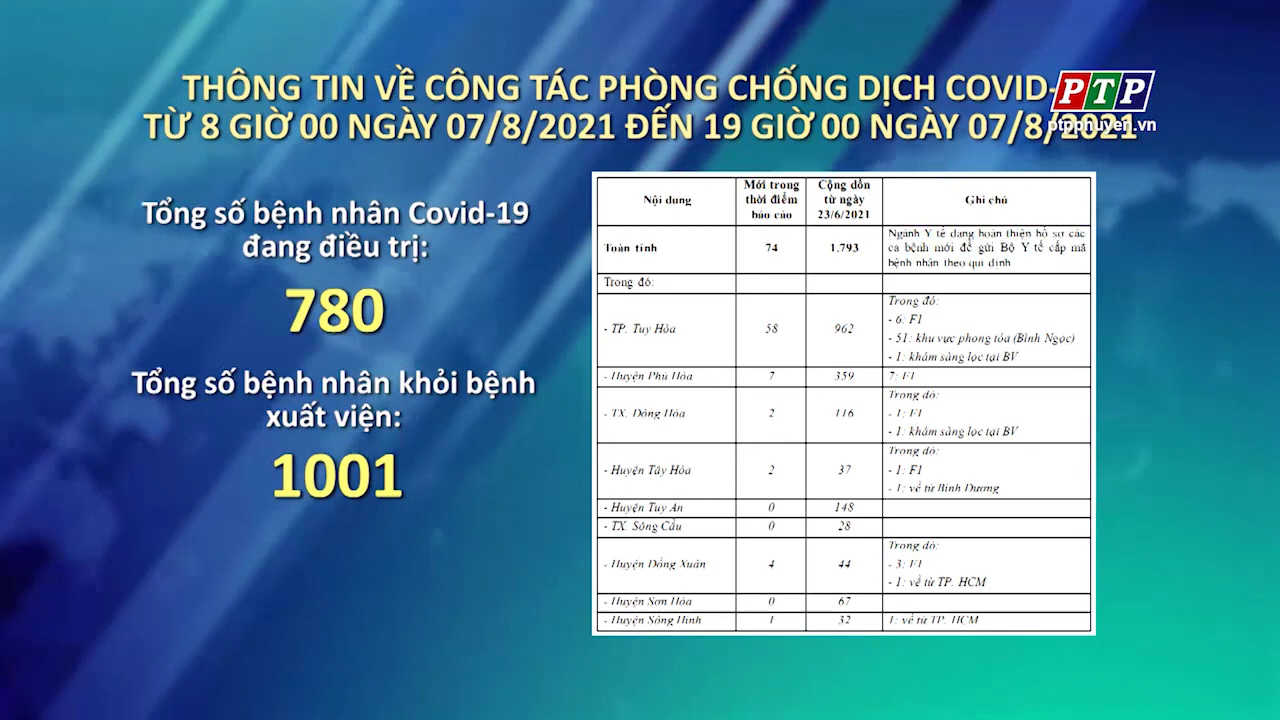 THÔNG TIN VỀ CÔNG TÁC PHÒNG CHỐNG DỊCH COVID-
PTP
ptpphuyen.vn
TỪ 8 GIỜ 00 NGÀY 07/8/2021 ĐẾN 19 GIỜ 00 NGÀY 07/8/2021
Tổng số bệnh nhân Covid-19
đang điều trị:
780
Tổng số bệnh nhân khỏi bệnh
xuất viện:
1001
Nội dung
Mới trong
thời điểm
báo cáo
Cộng dồn
từ ngày
23/6/2021
Ghi chú
Toàn tỉnh 74 1.793
Ngành Y tế đang hoàn thiện hồ sơ các
ca bệnh mới để gửi Bộ Y tế cấp mã
bệnh nhân theo qui định
Trong đó:
- TP. Tuy Hòa 58 962
Trong đó:
- 6: F1
- 51: khu vực phong tỏa (Bình Ngọc)
- 1: khám sàng lọc tại BV
- Huyện Phú Hòa 7 359 7: F1
- TX. Đông Hòa 2 116
Trong đó:
- 1: F1
- 1: khám sàng lọc tại BV
- Huyện Tây Hòa 2 37
Trong đó:
- 1: F1
- 1: về từ Bình Dương
- Huyện Tuy An 0 148
- TX. Sông Cầu 0 28
- Huyện Đồng Xuân 4 44
Trong đó:
- 3: F1
- 1: về từ TP. HCM
- Huyện Sơn Hòa 0 67
- Huyện Sông Hinh 1 32 1: về từ TP. HCM